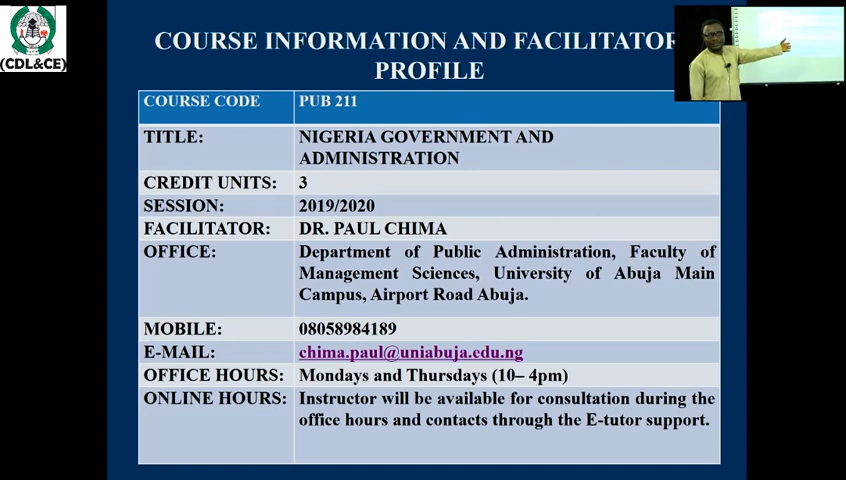 (CDL&CE)
COURSE INFORMATION AND FACILITATOR
PROFILE
COURSE CODE PUB 211
TITLE: NIGERIA GOVERNMENT AND
ADMINISTRATION
CREDIT UNITS: 3
SESSION: 2019/2020
FACILITATOR: DR. PAUL CHIMA
OFFICE: Department of Public Administration, Faculty of
Management Sciences, University of Abuja Main
Campus, Airport Road Abuja.
MOBILE: 08058984189
E-MAIL: chima.paul@uniabuja.edu.ng
OFFICE HOURS: Mondays and Thursdays (10– 4pm)
ONLINE HOURS: Instructor will be available for consultation during the
office hours and contacts through the E-tutor support.